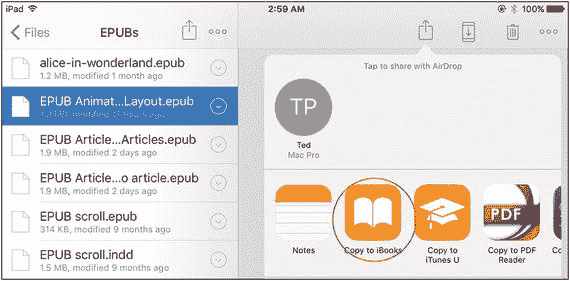 iPad
2:59 AM
100%
Files
EPUBs
alice-in-wonderland.epub
1.2 MB, modified 1 month ago
EPUB Animat...Layout.epub
EPUB Article...Articles.epub
1.9 MB, modified 2 days ago
EPUB Article...o article.epub
1.9 MB, modified 2 days ago
EPUB scroll.epub
314 KB, modified 9 months ago
EPUB scroll.indd
1.5 MB, modified 9 months ago
Tap to share with AirDrop
TP
Ted
Mac Pro
PDF
Notes
Copy to iBooks
Copy to
iTunes U
Copy to PDF
Reader